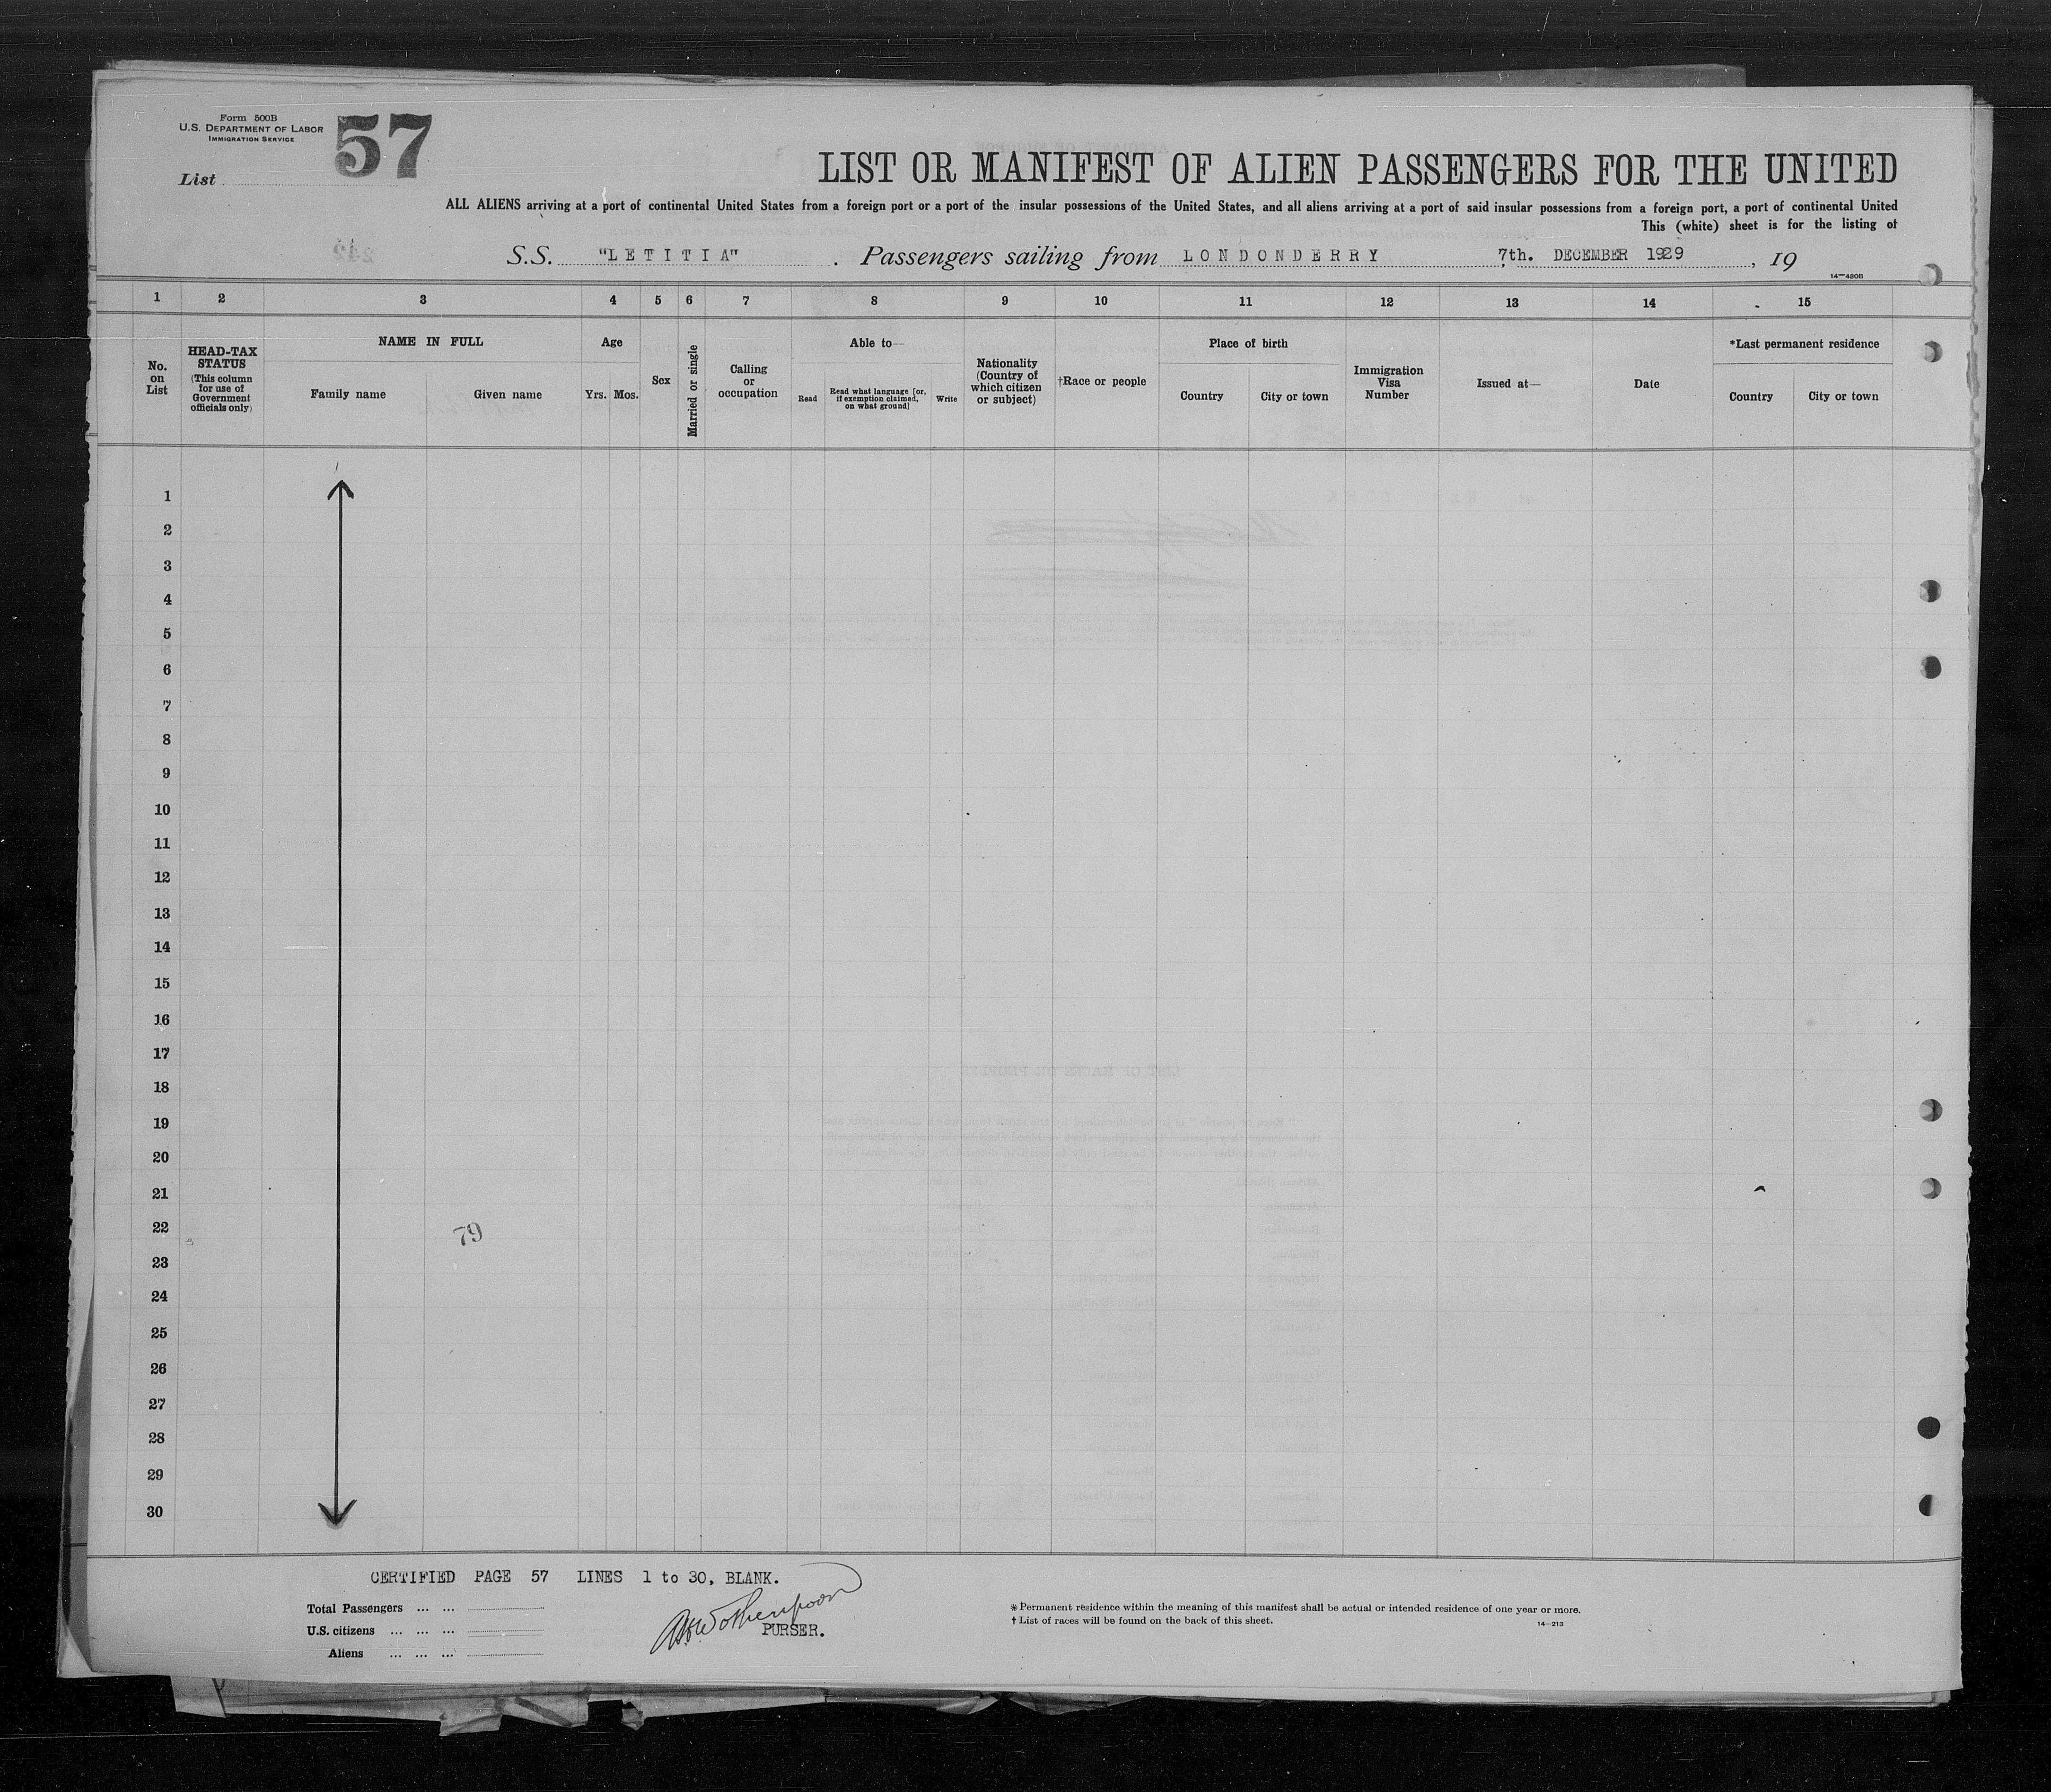 Form 500B
U.S. DEPARTMENT OF LABOR
IMMIGRATION SERVICE
List 57
LIST OR MANIFEST OF ALIEN PASSENGERS FOR THE UNITED
ALL ALIENS arriving at a port of continental United States from a foreign port or a port of the insular possessions of the United States, and all aliens arriving at a port of said insular possessions from a foreign port, a port of continental United
This (white) sheet is for the listing of
S.S. "LETITIA" . Passengers sailing from LONDONDERRY 7th. DECEMBER 1929, 19
14—430B
1 2 3 4 5 6 7 8 9 10 11 12 13 14 15
No. on List
HEAD-TAX STATUS
(This column for use of Government officials only)
NAME IN FULL
Family name
Given name
Age
Yrs. Mos.
Sex
Married or single
Calling or occupation
Able to—
Read
Read what language [or, if exemption claimed, on what ground]
Write
Nationality (Country of which citizen or subject)
†Race or people
Place of birth
Country
City or town
Immigration Visa Number
Issued at—
Date
*Last permanent residence
Country
City or town
1
2
3
4
5
6
7
8
9
10
11
12
13
14
15
16
17
18
19
20
21
22
79
23
24
25
26
27
28
29
30
CERTIFIED PAGE 57 LINES 1 to 30, BLANK.
Total Passengers ... ...
U.S. citizens ... ... ...
Aliens ... ... ...
PURSER.
* Permanent residence within the meaning of this manifest shall be actual or intended residence of one year or more.
† List of races will be found on the back of this sheet.
14—213